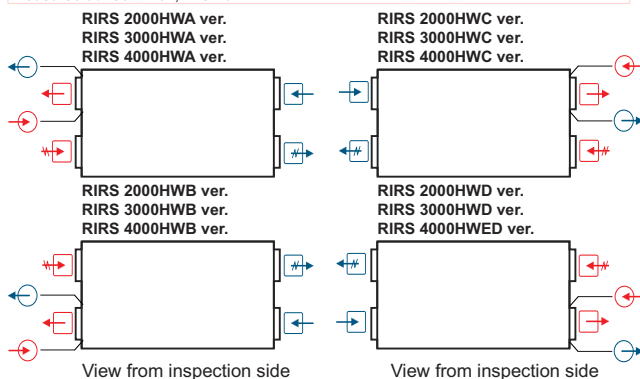 RIRS 2000HWA ver.
RIRS 3000HWA ver.
RIRS 4000HWA ver.
RIRS 2000HWC ver.
RIRS 3000HWC ver.
RIRS 4000HWC ver.
RIRS 2000HWB ver.
RIRS 3000HWB ver.
RIRS 4000HWB ver.
RIRS 2000HWD ver.
RIRS 3000HWD ver.
RIRS 4000HWED ver.
View from inspection side
View from inspection side